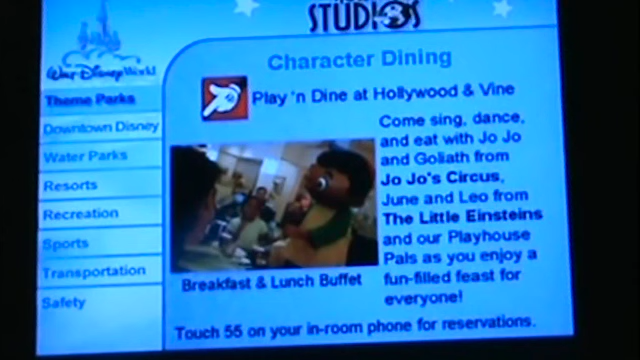 STUDIOS
Walt Disney World
Theme Parks
Downtown Disney
Water Parks
Resorts
Recreation
Sports
Transportation
Safety
Character Dining
Play 'n Dine at Hollywood & Vine
Come sing, dance,
and eat with Jo Jo
and Goliath from
Jo Jo's Circus,
June and Leo from
The Little Einsteins
and our Playhouse
Pals as you enjoy a
fun-filled feast for
everyone!
Breakfast & Lunch Buffet
Touch 55 on your in-room phone for reservations.